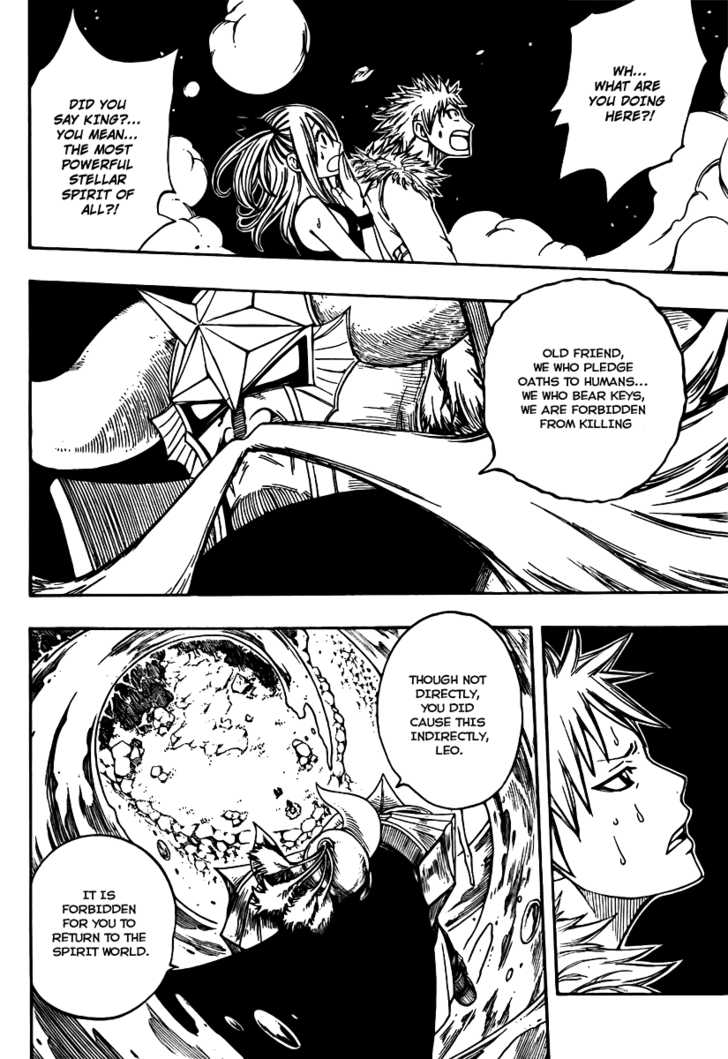 WH...
WHAT ARE
YOU DOING
HERE?!
DID YOU
SAY KING?...
YOU MEAN...
THE MOST
POWERFUL
STELLAR
SPIRIT OF
ALL?!
OLD FRIEND,
WE WHO PLEDGE
OATHS TO HUMANS...
WE WHO BEAR KEYS,
WE ARE FORBIDDEN
FROM KILLING
THOUGH NOT
DIRECTLY,
YOU DID
CAUSE THIS
INDIRECTLY,
LEO.
IT IS
FORBIDDEN
FOR YOU TO
RETURN TO THE
SPIRIT WORLD.